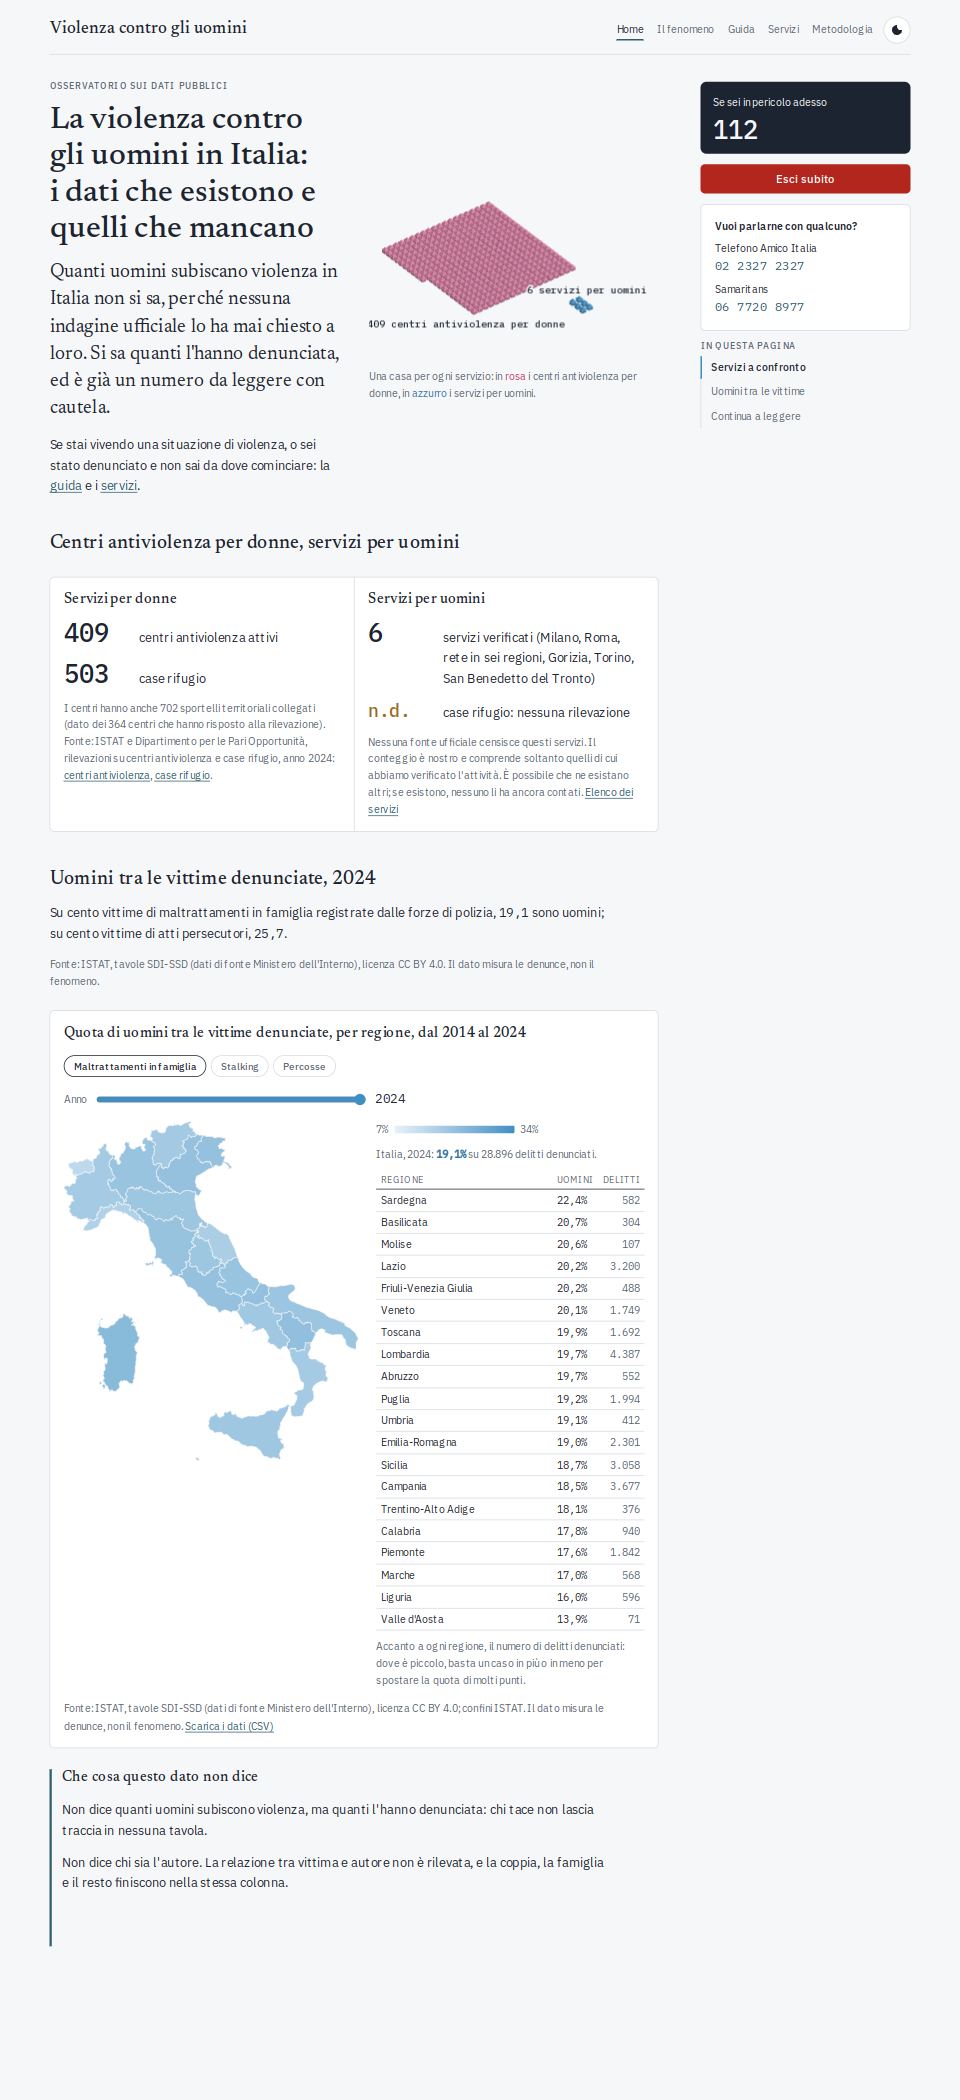 Violenza contro gli uomini
Home Il fenomeno Guida Servizi Metodologia
OSSERVATORIO SUI DATI PUBBLICI
La violenza contro
gli uomini in Italia:
i dati che esistono e
quelli che mancano
Quanti uomini subiscano violenza in
Italia non si sa, perché nessuna
indagine ufficiale lo ha mai chiesto a
loro. Si sa quanti l'hanno denunciata,
ed è già un numero da leggere con
cautela.
Se stai vivendo una situazione di violenza, o sei
stato denunciato e non sai da dove cominciare: la
guida e i servizi.
6 servizi per uomini
409 centri antiviolenza per donne
Una casa per ogni servizio: in rosa i centri antiviolenza per
donne, in azzurro i servizi per uomini.
Se sei in pericolo adesso
112
Esci subito
Vuoi parlarne con qualcuno?
Telefono Amico Italia
02 2327 2327
Samaritans
06 7720 8977
IN QUESTA PAGINA
Servizi a confronto
Uomini tra le vittime
Continua a leggere
Centri antiviolenza per donne, servizi per uomini
Servizi per donne
409 centri antiviolenza attivi
503 case rifugio
I centri hanno anche 702 sportelli territoriali collegati
(dato dei 364 centri che hanno risposto alla rilevazione).
Fonte: ISTAT e Dipartimento per le Pari Opportunità,
rilevazioni su centri antiviolenza e case rifugio, anno 2024:
centri antiviolenza, case rifugio.
Servizi per uomini
6 servizi verificati (Milano, Roma,
rete in sei regioni, Gorizia, Torino,
San Benedetto del Tronto)
n.d. case rifugio: nessuna rilevazione
Nessuna fonte ufficiale censisce questi servizi. Il
conteggio è nostro e comprende soltanto quelli di cui
abbiamo verificato l'attività. È possibile che ne esistano
altri; se esistono, nessuno li ha ancora contati. Elenco dei
servizi
Uomini tra le vittime denunciate, 2024
Su cento vittime di maltrattamenti in famiglia registrate dalle forze di polizia, 19,1 sono uomini;
su cento vittime di atti persecutori, 25,7.
Fonte: ISTAT, tavole SDI-SSD (dati di fonte Ministero dell'Interno), licenza CC BY 4.0. Il dato misura le denunce, non il
fenomeno.
Quota di uomini tra le vittime denunciate, per regione, dal 2014 al 2024
Maltrattamenti in famiglia Stalking Percosse
Anno 2024
7% 34%
Italia, 2024: 19,1% su 28.896 delitti denunciati.
REGIONE UOMINI DELITTI
Sardegna 22,4% 582
Basilicata 20,7% 304
Molise 20,6% 107
Lazio 20,2% 3.200
Friuli-Venezia Giulia 20,2% 488
Veneto 20,1% 1.749
Toscana 19,9% 1.692
Lombardia 19,7% 4.387
Abruzzo 19,7% 552
Puglia 19,2% 1.994
Umbria 19,1% 412
Emilia-Romagna 19,0% 2.301
Sicilia 18,7% 3.058
Campania 18,5% 3.677
Trentino-Alto Adige 18,1% 376
Calabria 17,8% 940
Piemonte 17,6% 1.842
Marche 17,0% 568
Liguria 16,0% 596
Valle d'Aosta 13,9% 71
Accanto a ogni regione, il numero di delitti denunciati:
dove è piccolo, basta un caso in più o in meno per
spostare la quota di molti punti.
Fonte: ISTAT, tavole SDI-SSD (dati di fonte Ministero dell'Interno), licenza CC BY 4.0; confini ISTAT. Il dato misura le
denunce, non il fenomeno. Scarica i dati (CSV)
Che cosa questo dato non dice
Non dice quanti uomini subiscono violenza, ma quanti l'hanno denunciata: chi tace non lascia
traccia in nessuna tavola.
Non dice chi sia l'autore. La relazione tra vittima e autore non è rilevata, e la coppia, la famiglia
e il resto finiscono nella stessa colonna.